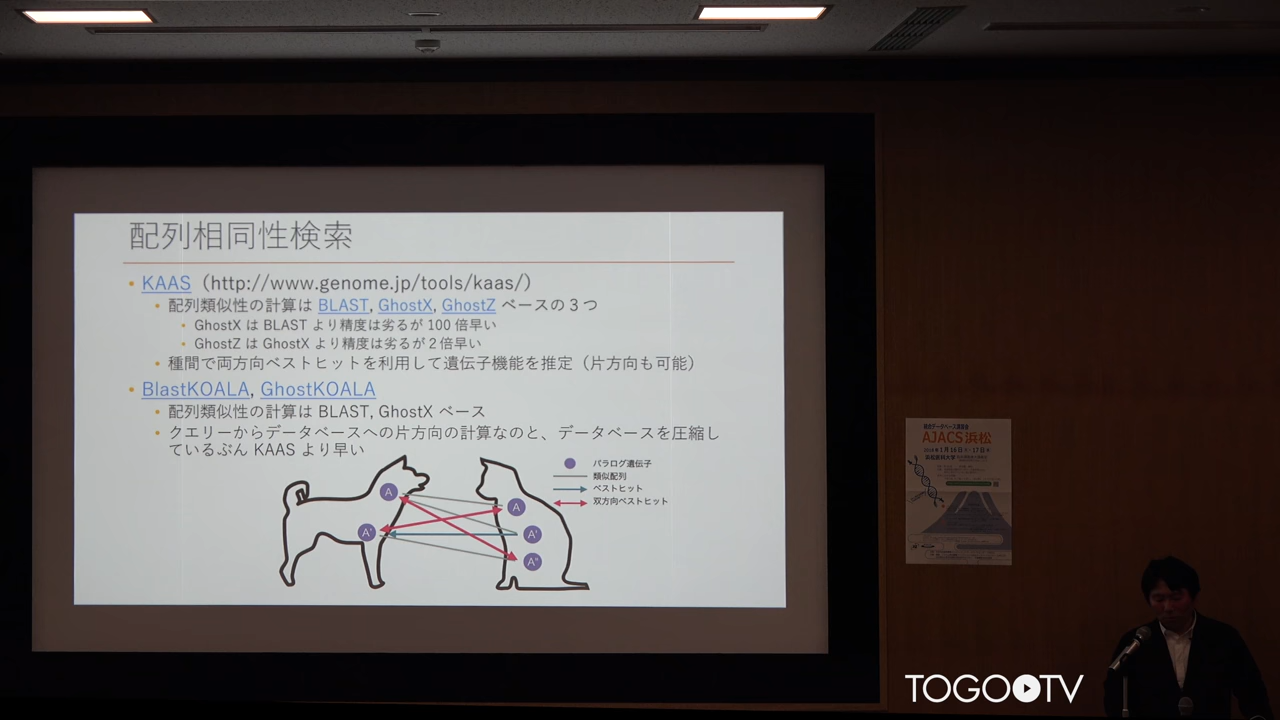 配列相同性検索
• KAAS（http://www.genome.jp/tools/kaas/）
• 配列類似性の計算は BLAST, GhostX, GhostZ ベースの３つ
• GhostX は BLAST より精度は劣るが 100 倍早い
• GhostZ は GhostX より精度は劣るが２倍早い
• 種間で両方向ベストヒットを利用して遺伝子機能を推定（片方向も可能）
• BlastKOALA, GhostKOALA
• 配列類似性の計算は BLAST, GhostX ベース
• クエリーからデータベースへの片方向の計算なのと、データベースを圧縮し
ているぶん KAAS より早い
パラログ遺伝子
類似配列
ベストヒット
双方向ベストヒット
A
A'
A
A'
A"
AJACS浜松
TOGOTV